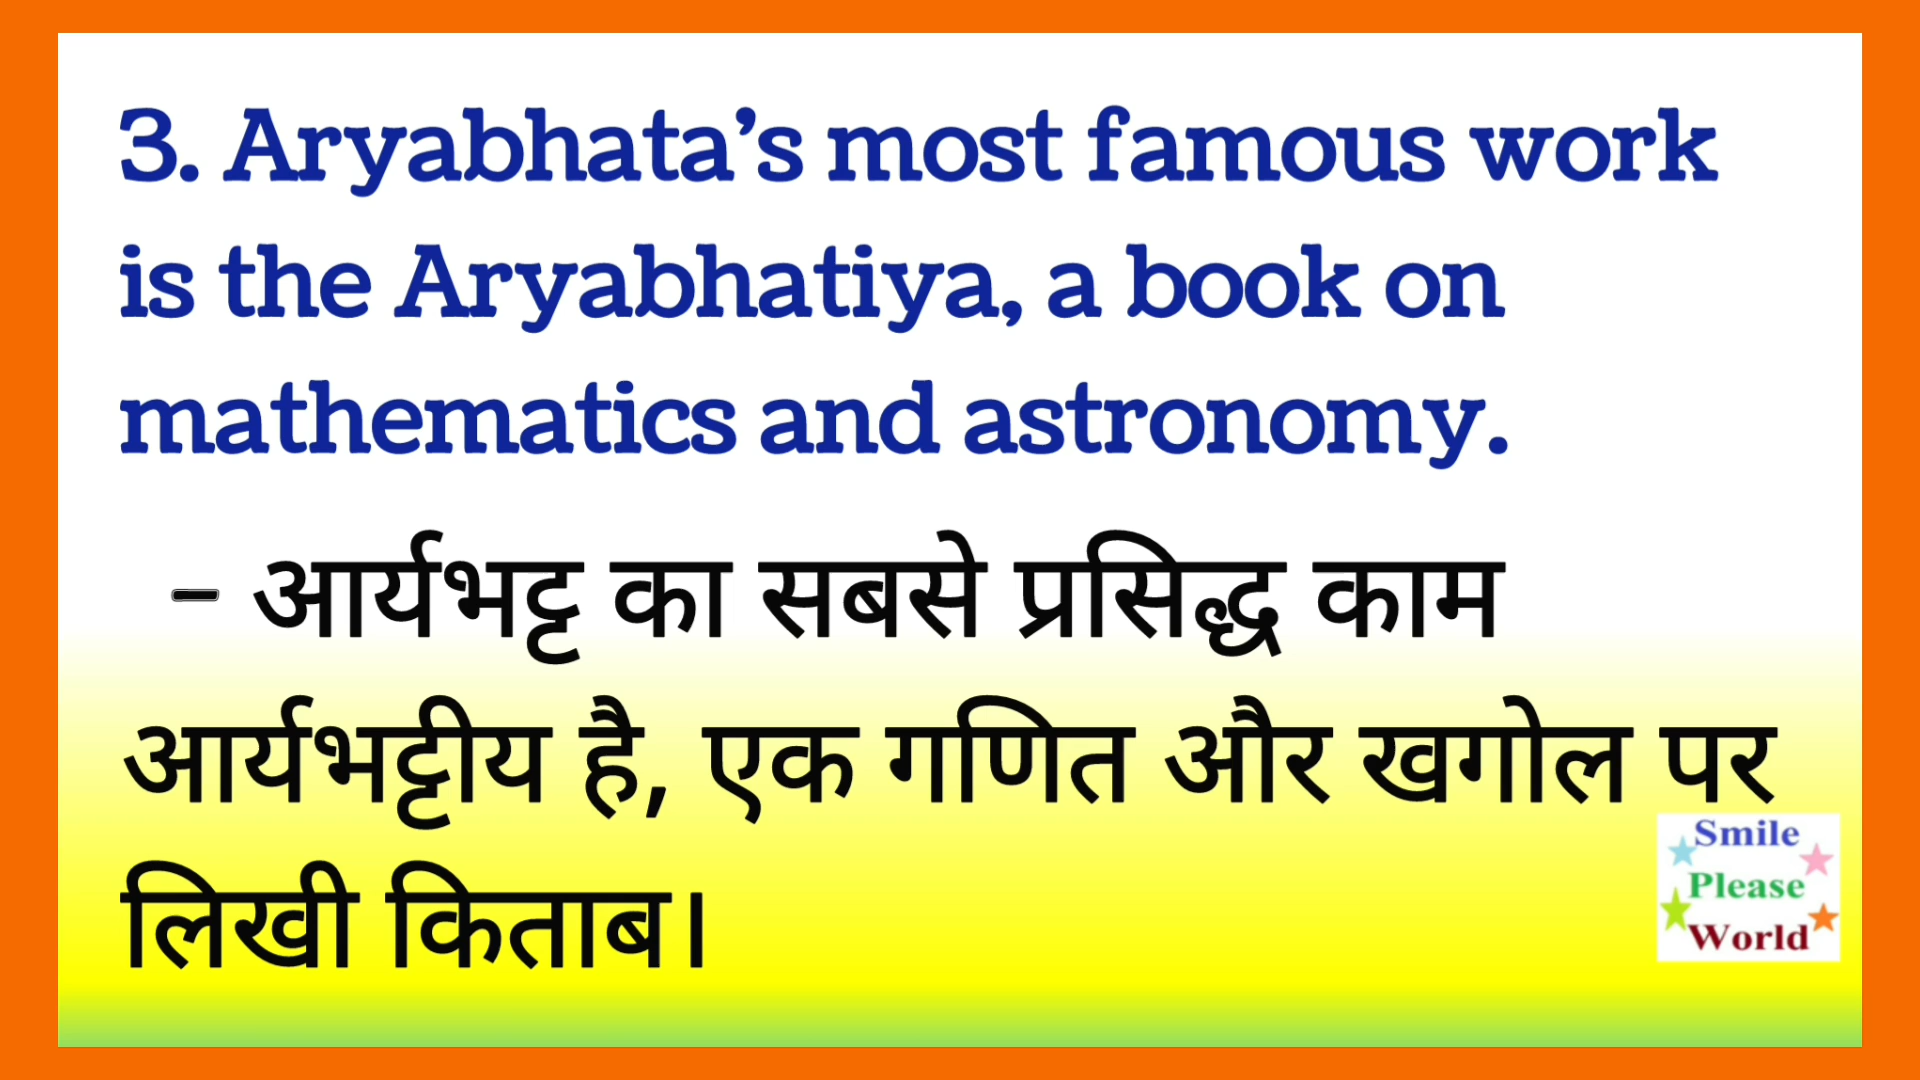 3. Aryabhata’s most famous work
is the Aryabhatiya, a book on
mathematics and astronomy.
– आर्यभट्ट का सबसे प्रसिद्ध काम
आर्यभट्टीय है, एक गणित और खगोल पर
लिखी किताब।
Smile
Please
World